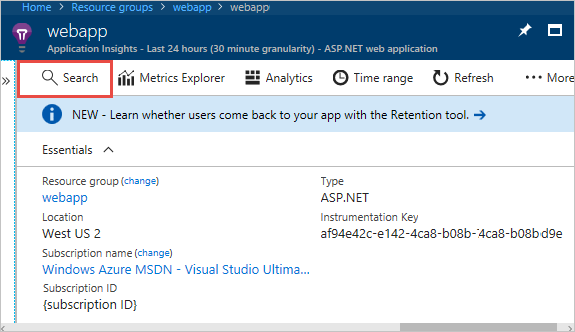 Home > Resource groups > webapp > webapp
webapp
Application Insights - Last 24 hours (30 minute granularity) - ASP.NET web application
Search Metrics Explorer Analytics Time range Refresh ... More
NEW - Learn whether users come back to your app with the Retention tool. →
Essentials
Resource group (change) Type
webapp ASP.NET
Location Instrumentation Key
West US 2 af94e42c-e142-4ca8-b08b-'4ca8-b08bd9e
Subscription name (change)
Windows Azure MSDN - Visual Studio Ultima...
Subscription ID
{subscription ID}